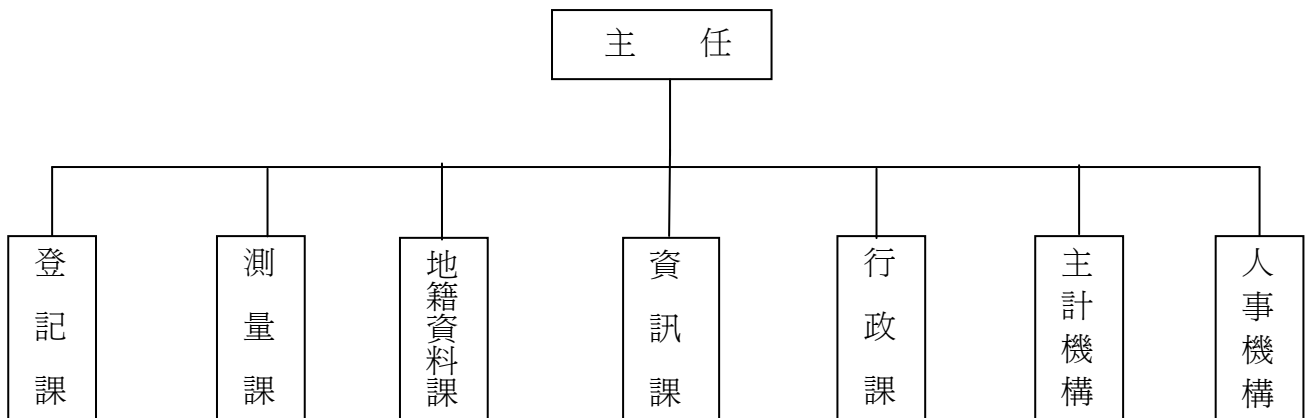 主　任
登記課
測量課
地籍資料課
資訊課
行政課
主計機構
人事機構